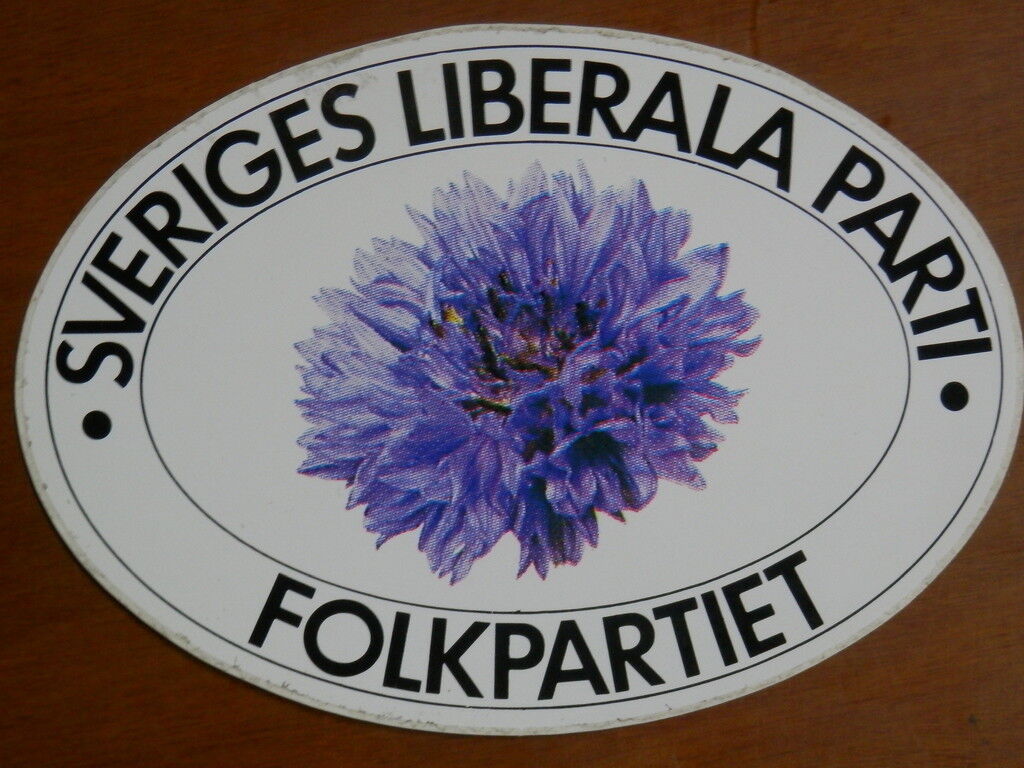 • SVERIGES LIBERALA PARTI •
FOLKPARTIET